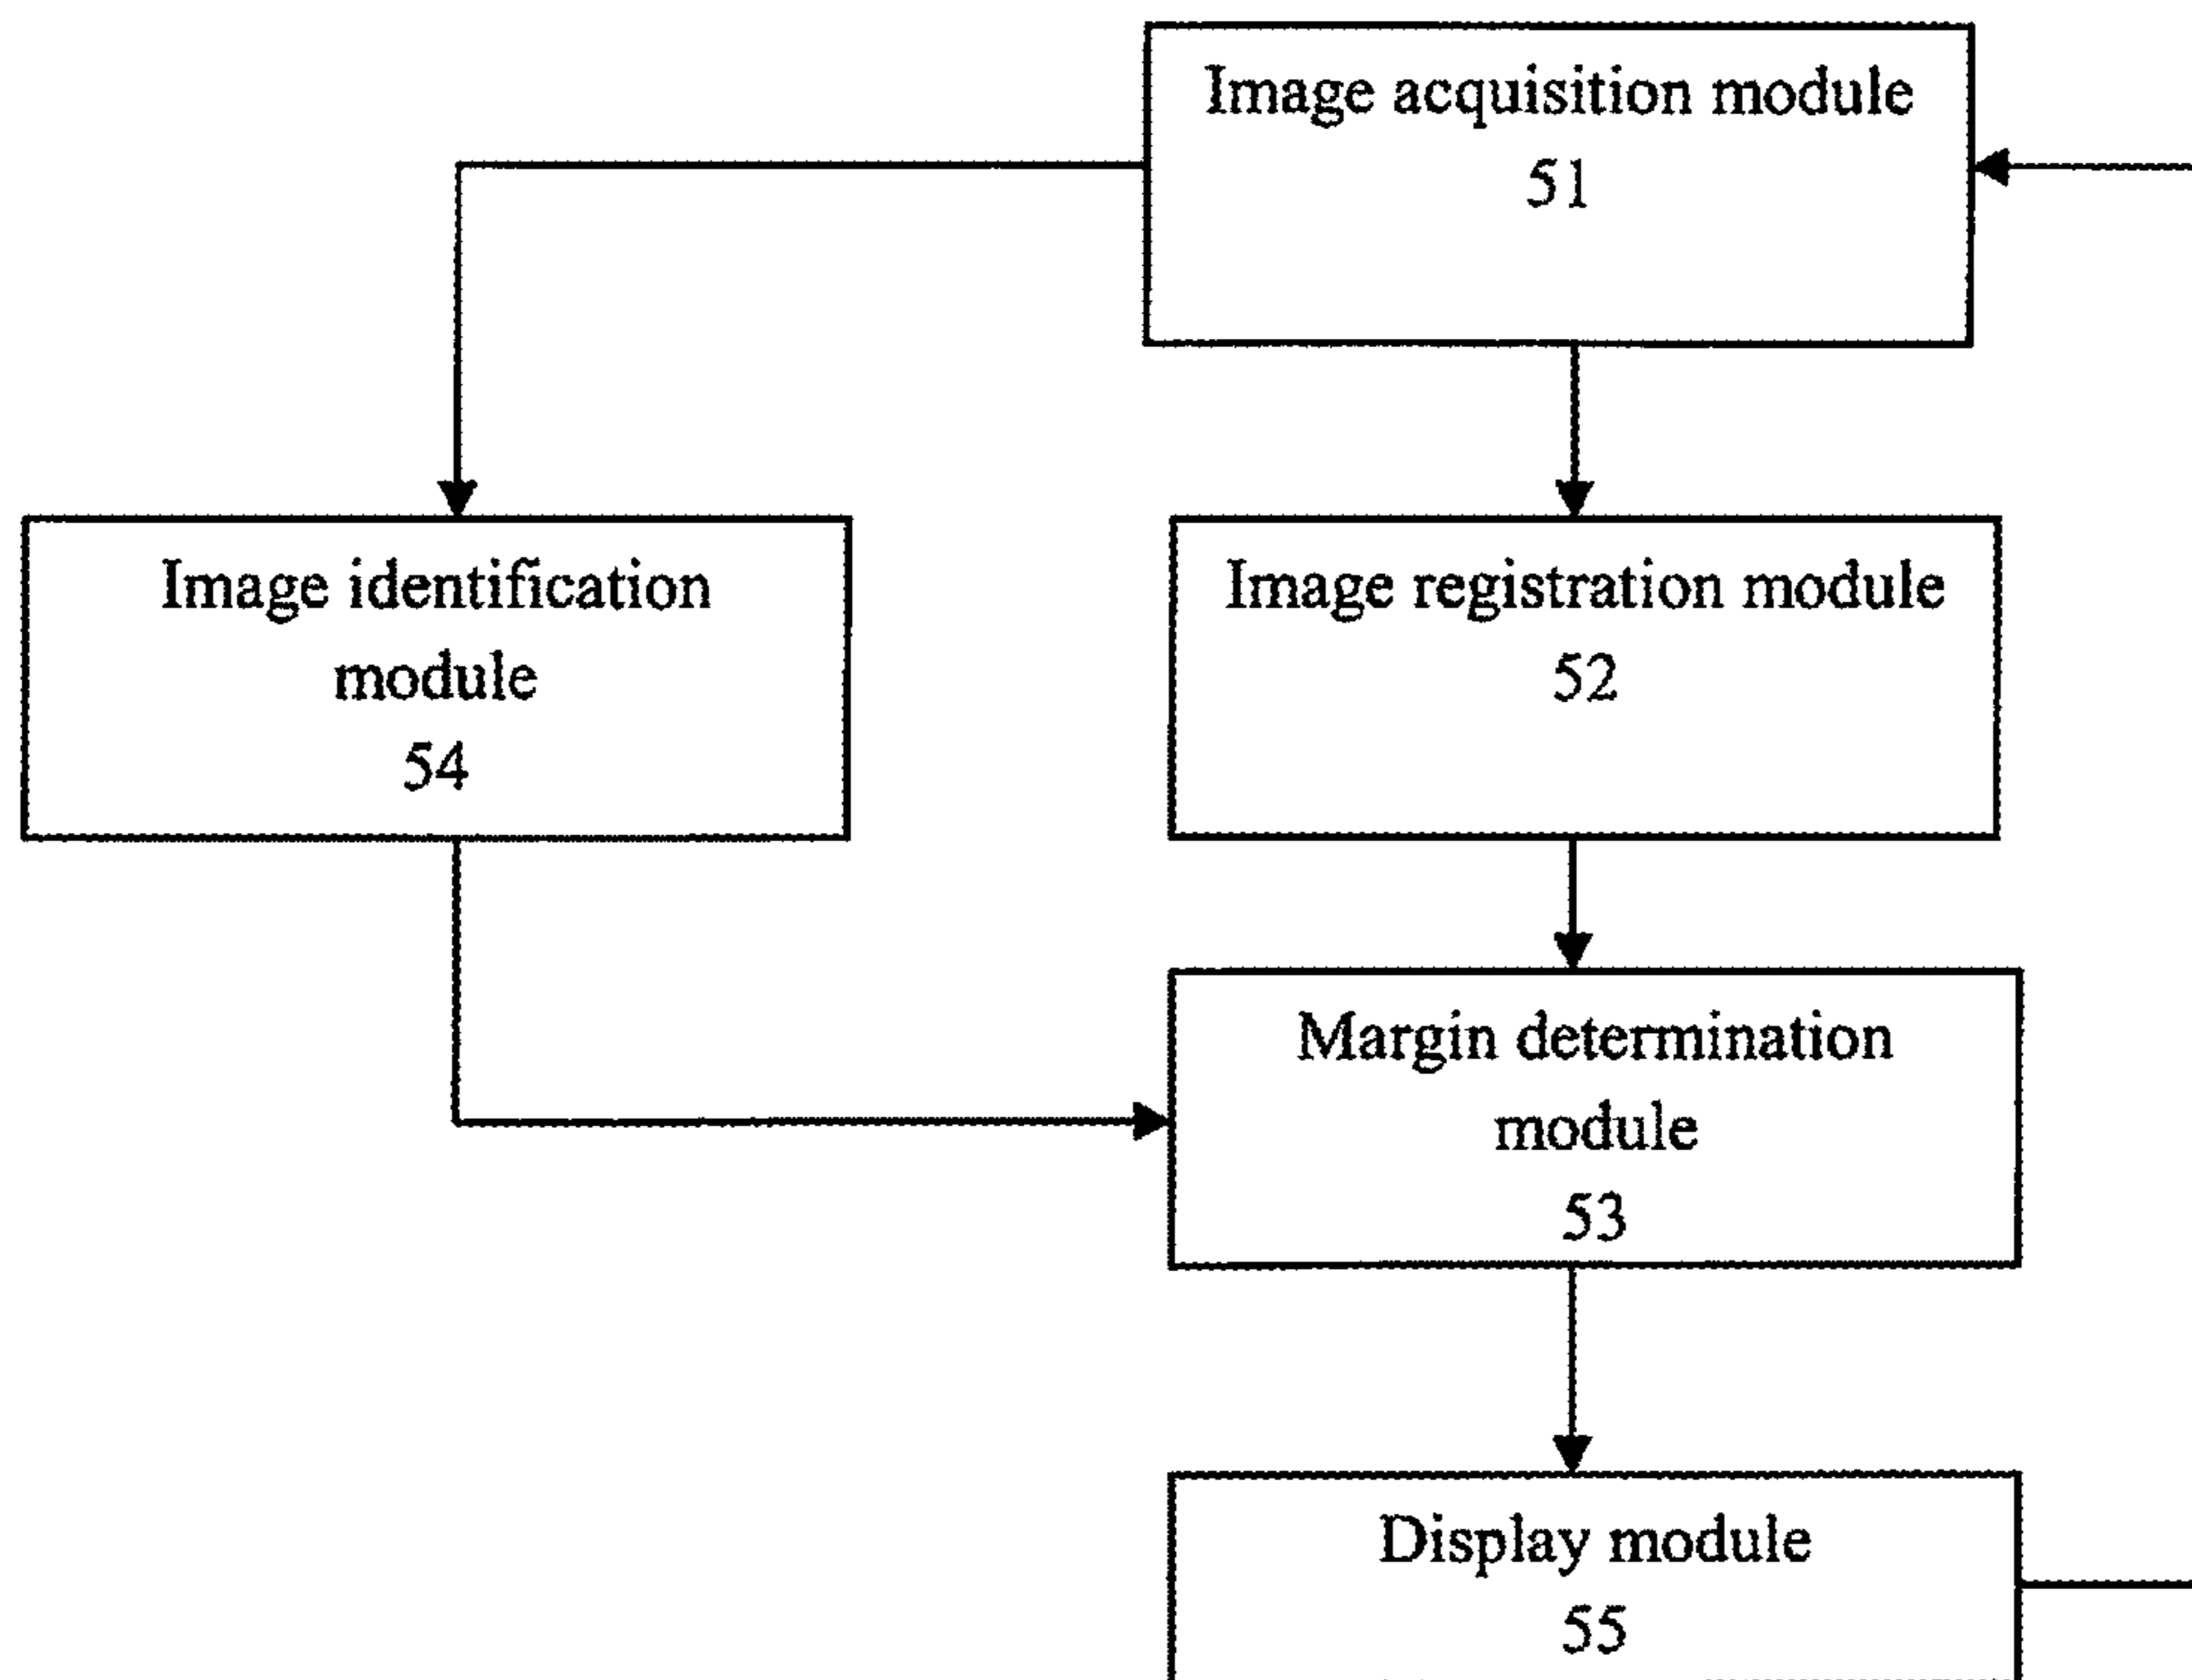 Image acquisition module
51
Image identification
module
54
Image registration module
52
Margin determination
module
53
Display module
55